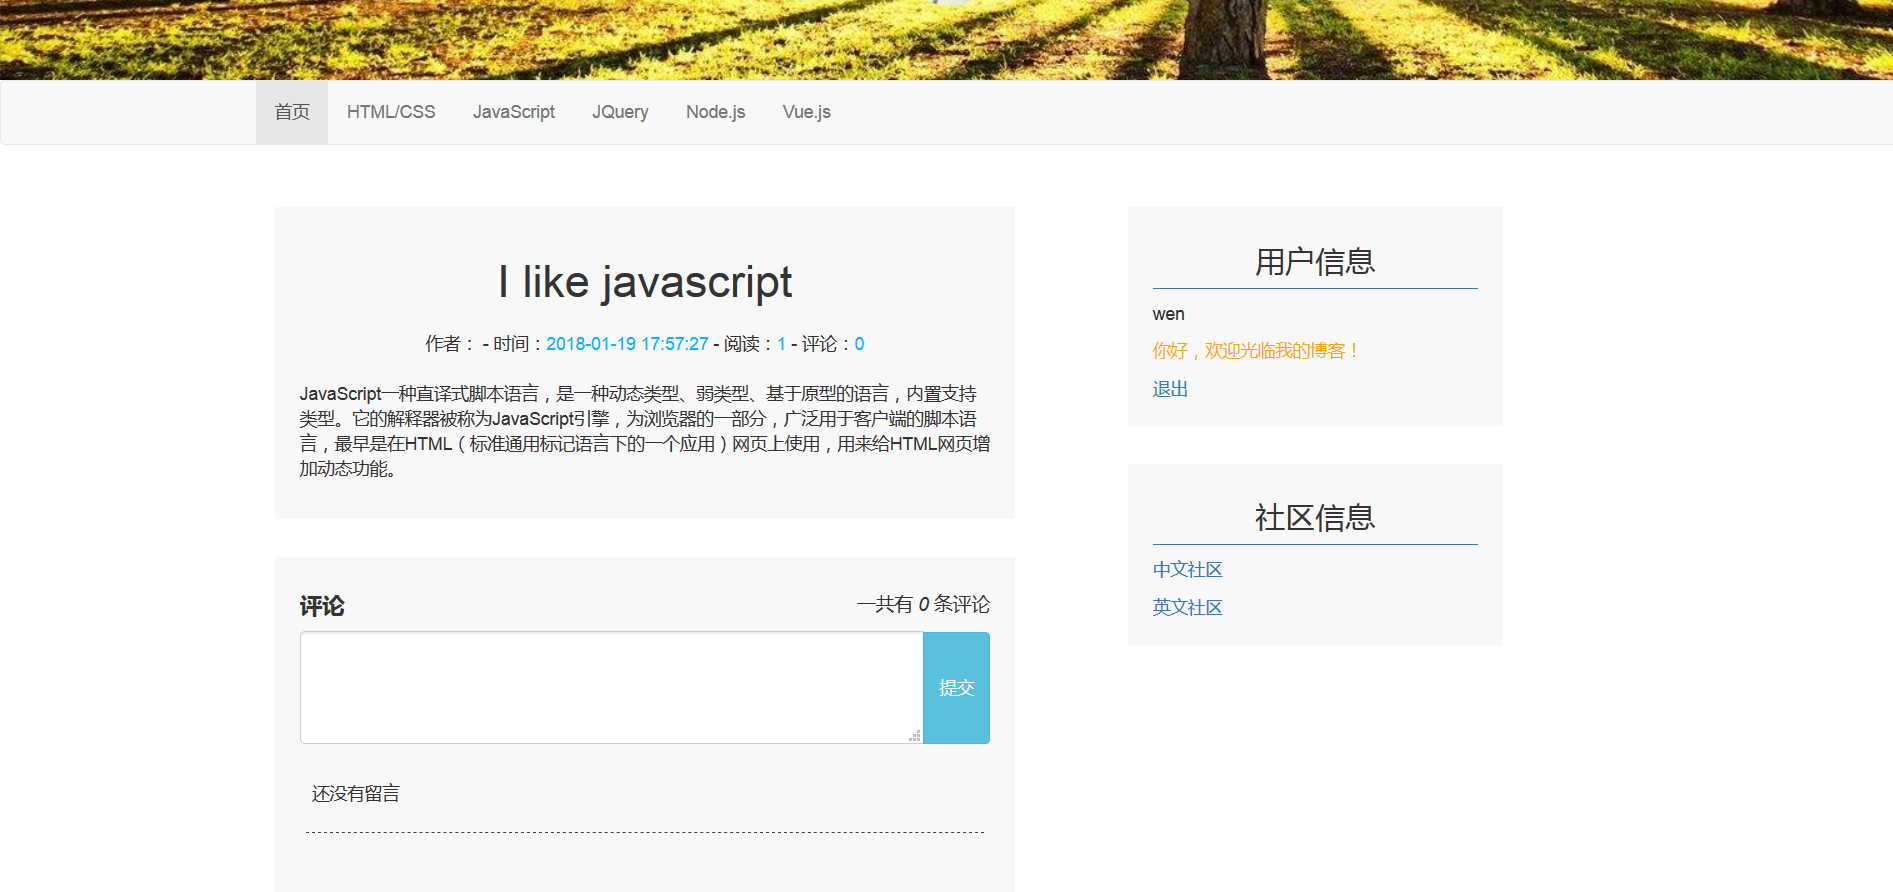 首页 HTML/CSS JavaScript JQuery Node.js Vue.js
I like javascript
作者： - 时间：2018-01-19 17:57:27 - 阅读：1 - 评论：0
JavaScript一种直译式脚本语言，是一种动态类型、弱类型、基于原型的语言，内置支持
类型。它的解释器被称为JavaScript引擎，为浏览器的一部分，广泛用于客户端的脚本语
言，最早是在HTML（标准通用标记语言下的一个应用）网页上使用，用来给HTML网页增
加动态功能。
评论
一共有 0 条评论
提交
还没有留言
用户信息
wen
你好，欢迎光临我的博客！
退出
社区信息
中文社区
英文社区